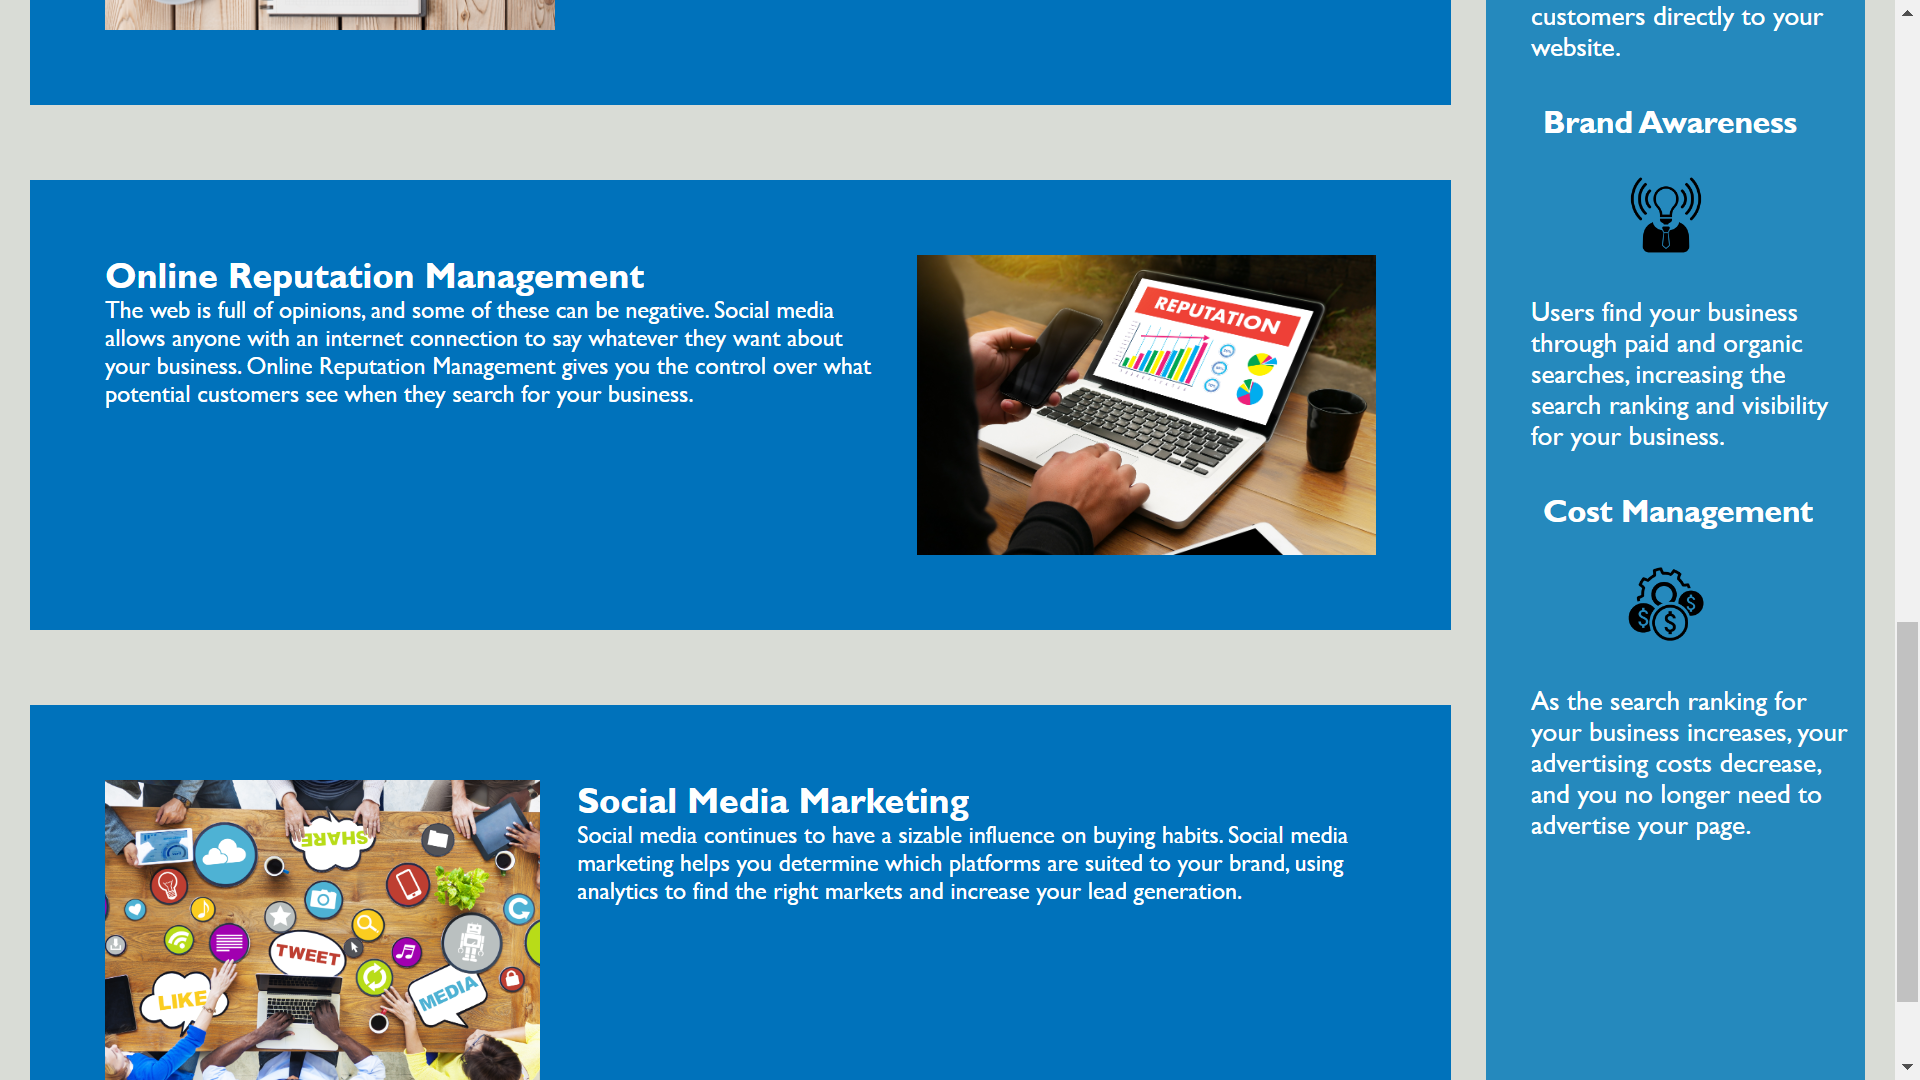 customers directly to your
website.
Brand Awareness
Users find your business
through paid and organic
searches, increasing the
search ranking and visibility
for your business.
Cost Management
As the search ranking for
your business increases, your
advertising costs decrease,
and you no longer need to
advertise your page.
Online Reputation Management
The web is full of opinions, and some of these can be negative. Social media
allows anyone with an internet connection to say whatever they want about
your business. Online Reputation Management gives you the control over what
potential customers see when they search for your business.
REPUTATION
Social Media Marketing
Social media continues to have a sizable influence on buying habits. Social media
marketing helps you determine which platforms are suited to your brand, using
analytics to find the right markets and increase your lead generation.
SHARE
TWEET
LIKE
MEDIA